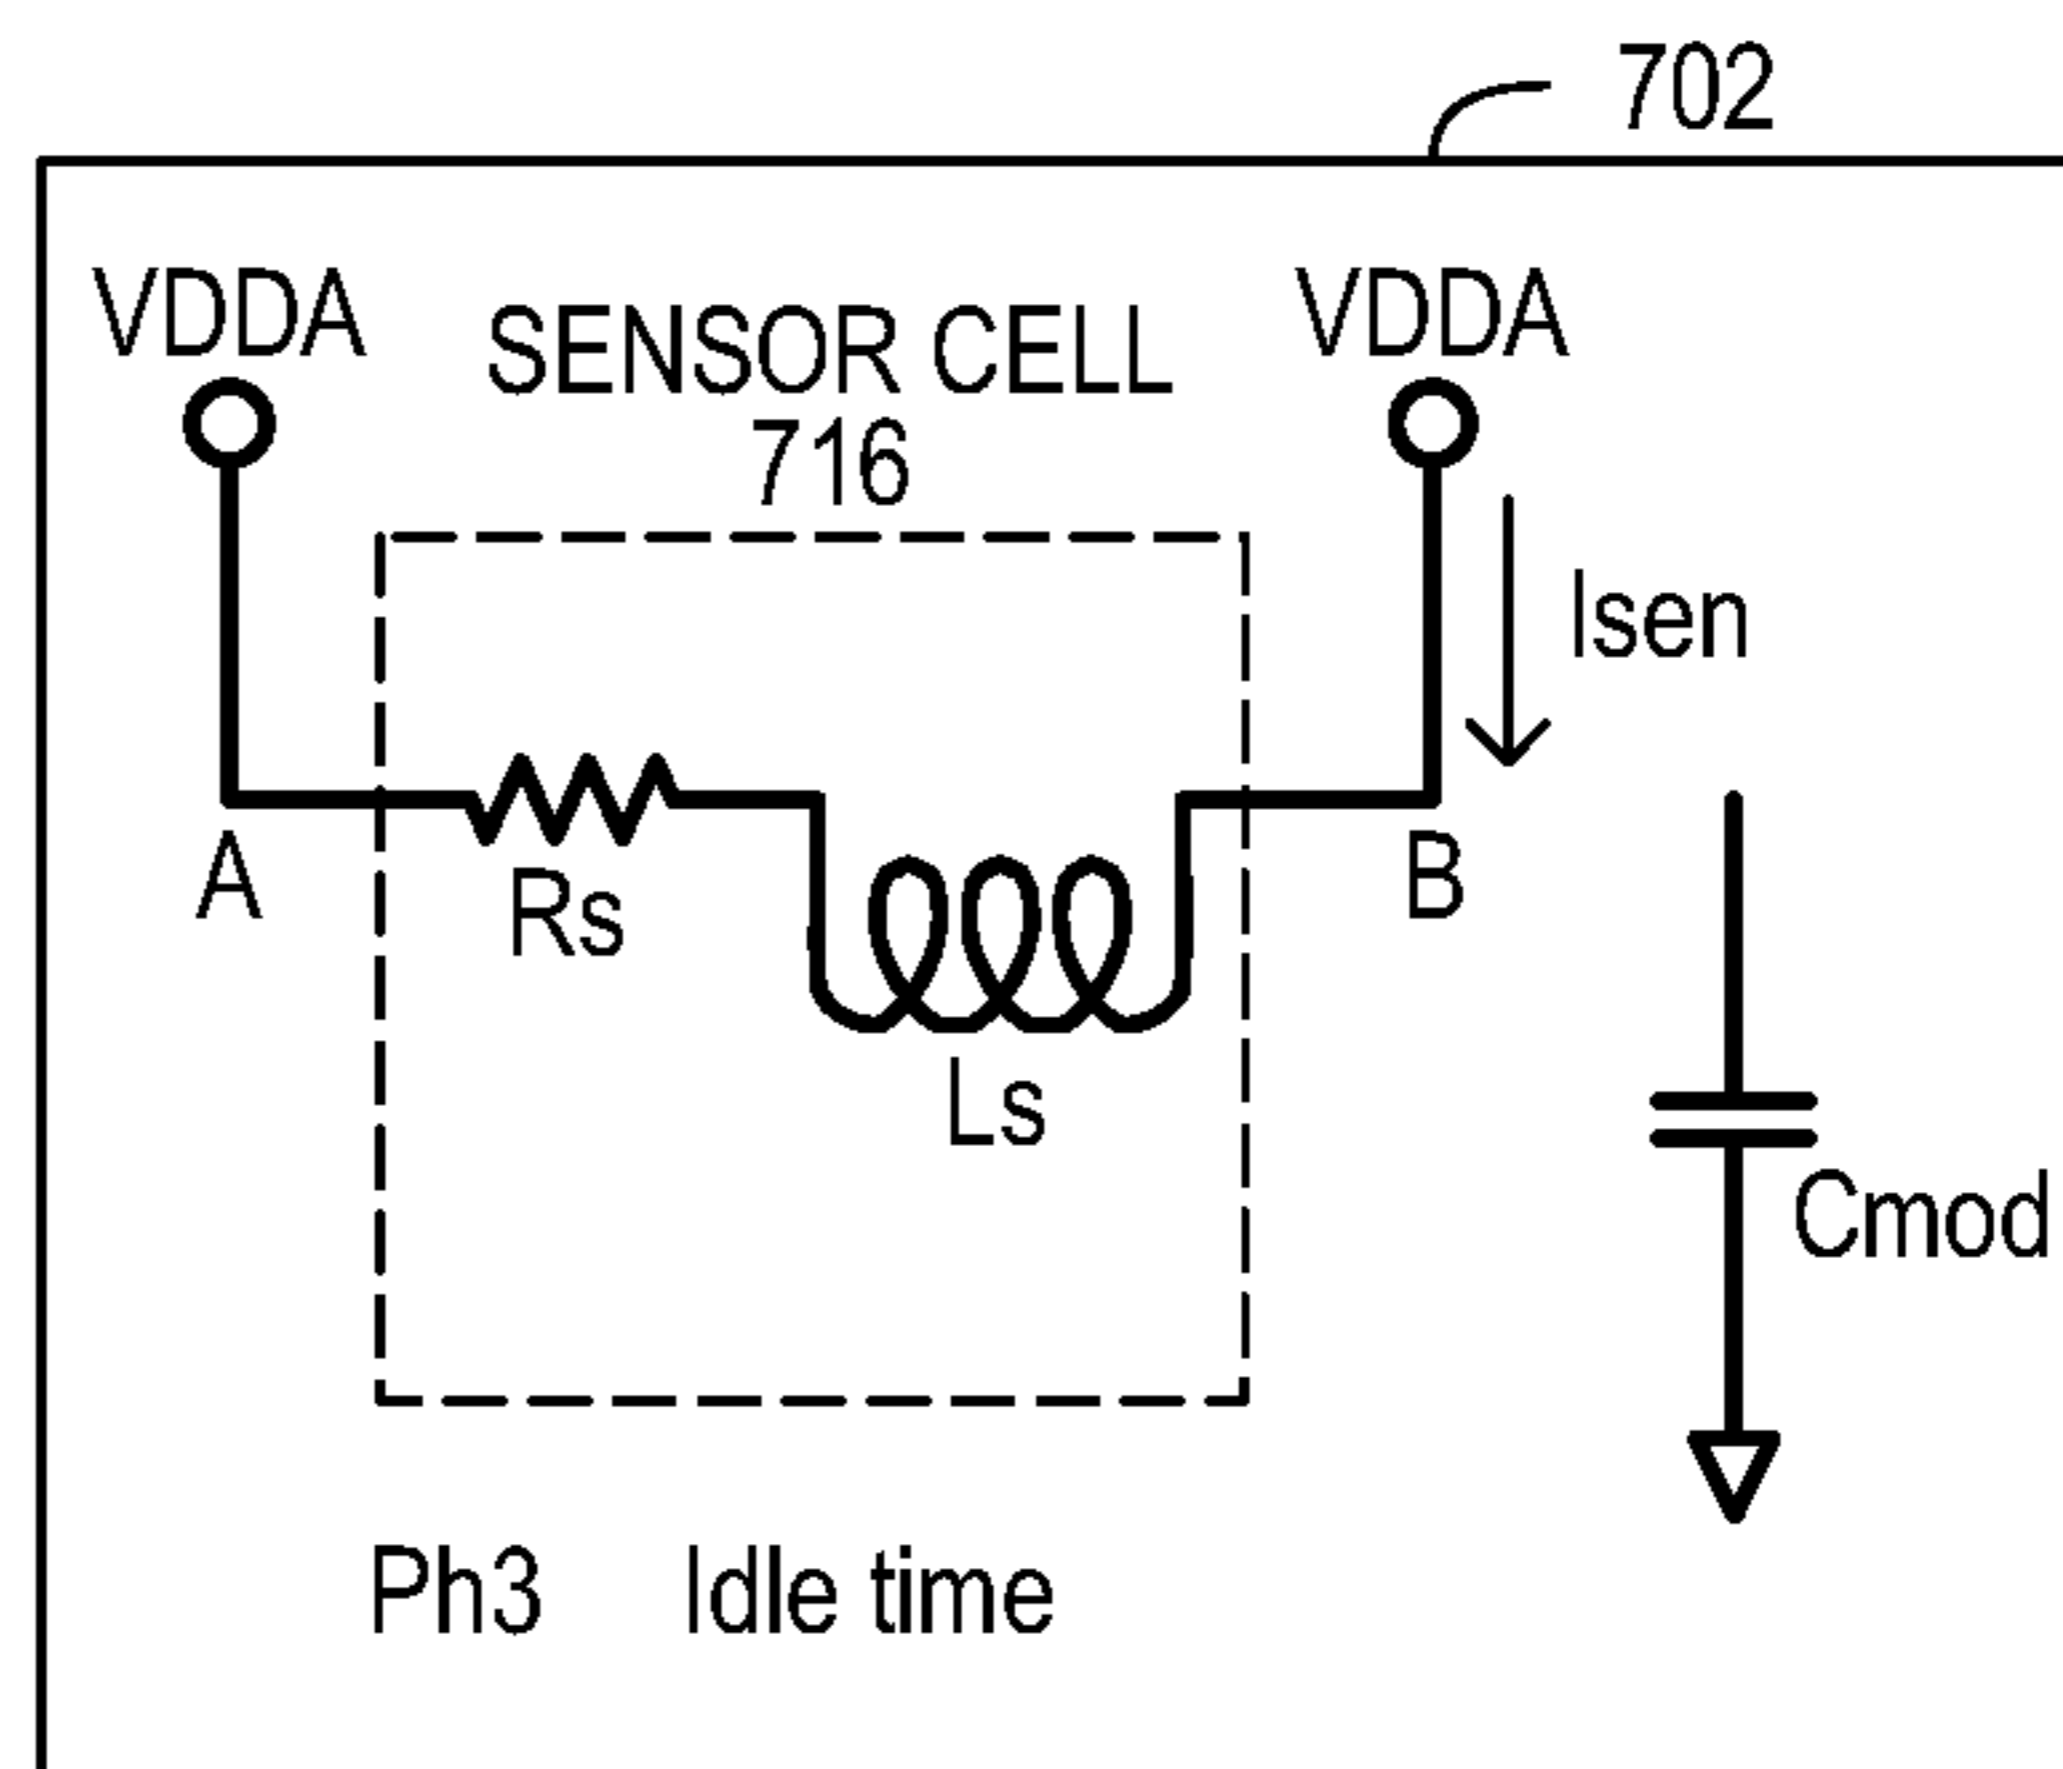 702
VDDA
SENSOR CELL
716
VDDA
Isen
A
Rs
B
Ls
Cmod
Ph3 Idle time